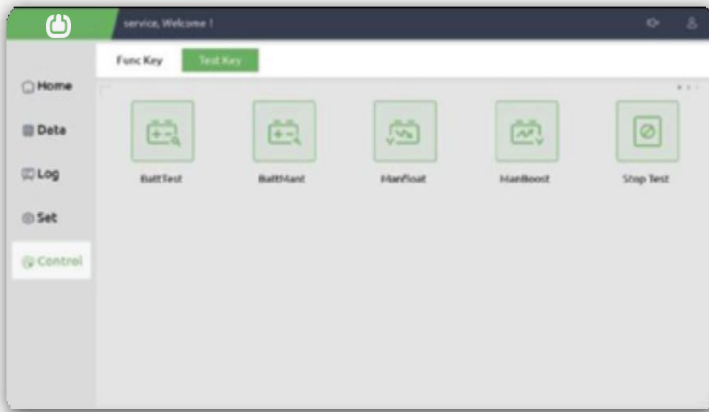 service, Welcome !
Func Key
Test Key
Home
Data
Log
Set
Control
BattTest
BattMant
Manfloat
ManBoost
Stop Test